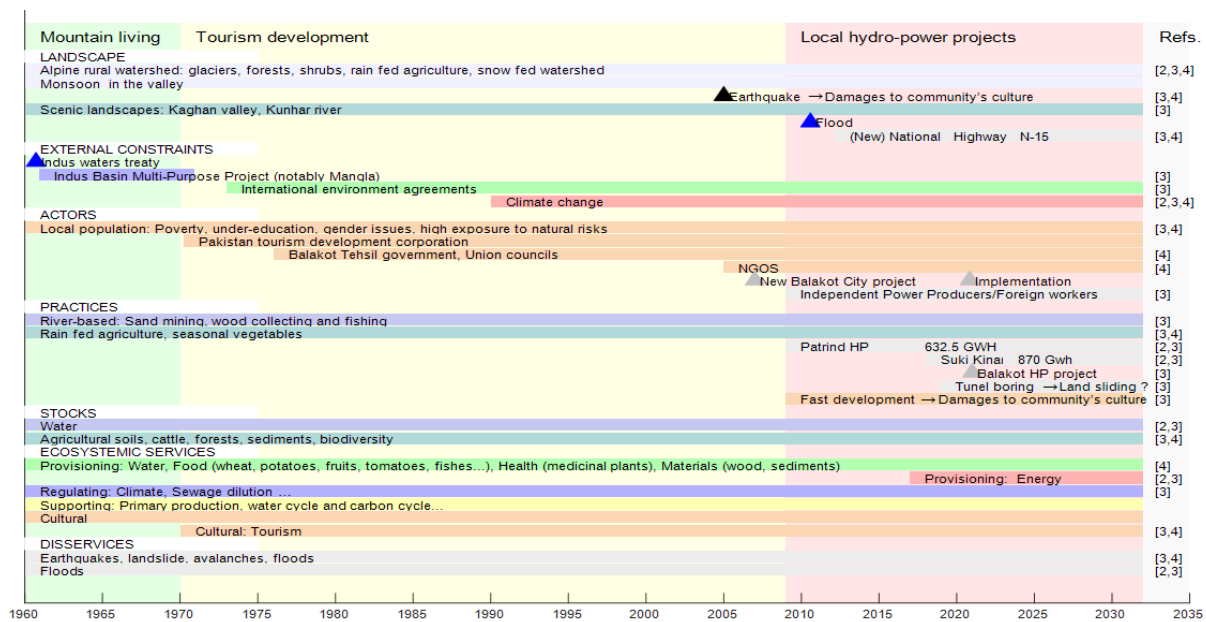 Mountain living Tourism development Local hydro-power projects Refs.
LANDSCAPE
Alpine rural watershed: glaciers, forests, shrubs, rain fed agriculture, snow fed watershed [2,3,4]
Monsoon in the valley
Earthquake →Damages to community's culture [3,4]
Scenic landscapes: Kaghan valley, Kunhar river [3]
Flood
(New) National Highway N-15 [3,4]
EXTERNAL CONSTRAINTS
Indus waters treaty
Indus Basin Multi-Purpose Project (notably Mangla) [3]
International environment agreements [3]
Climate change [2,3,4]
ACTORS
Local population: Poverty, under-education, gender issues, high exposure to natural risks [3,4]
Pakistan tourism development corporation
Balakot Tehsil government, Union councils [4]
NGOS [4]
New Balakot City project Implementation
Independent Power Producers/Foreign workers [3]
PRACTICES
River-based: Sand mining, wood collecting and fishing [3]
Rain fed agriculture, seasonal vegetables [3,4]
Patrind HP 632.5 GWH [2,3]
Suki Kinai 870 Gwh [2,3]
Balakot HP project [3]
Tunel boring →Land sliding ? [3]
Fast development →Damages to community's culture [3]
STOCKS
Water [2,3]
Agricultural soils, cattle, forests, sediments, biodiversity [3,4]
ECOSYSTEMIC SERVICES
Provisioning: Water, Food (wheat, potatoes, fruits, tomatoes, fishes...), Health (medicinal plants), Materials (wood, sediments) [4]
Provisioning: Energy [2,3]
Regulating: Climate, Sewage dilution ... [3]
Supporting: Primary production, water cycle and carbon cycle...
Cultural
Cultural: Tourism [3,4]
DISSERVICES
Earthquakes, landslide, avalanches, floods [3,4]
Floods [2,3]
1960 1965 1970 1975 1980 1985 1990 1995 2000 2005 2010 2015 2020 2025 2030 2035